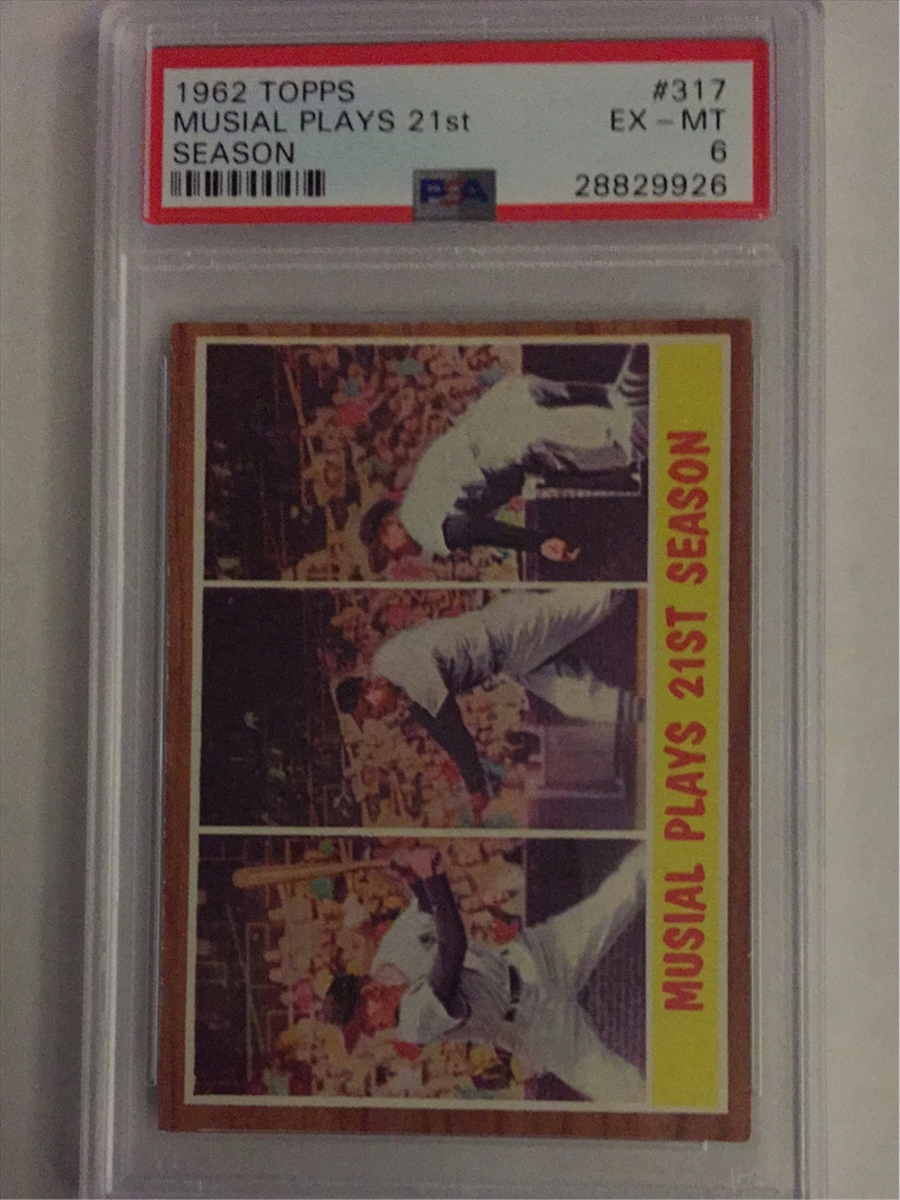 1962 TOPPS #317
MUSIAL PLAYS 21st EX - MT
SEASON 6
PSA 28829926
MUSIAL PLAYS 21ST SEASON